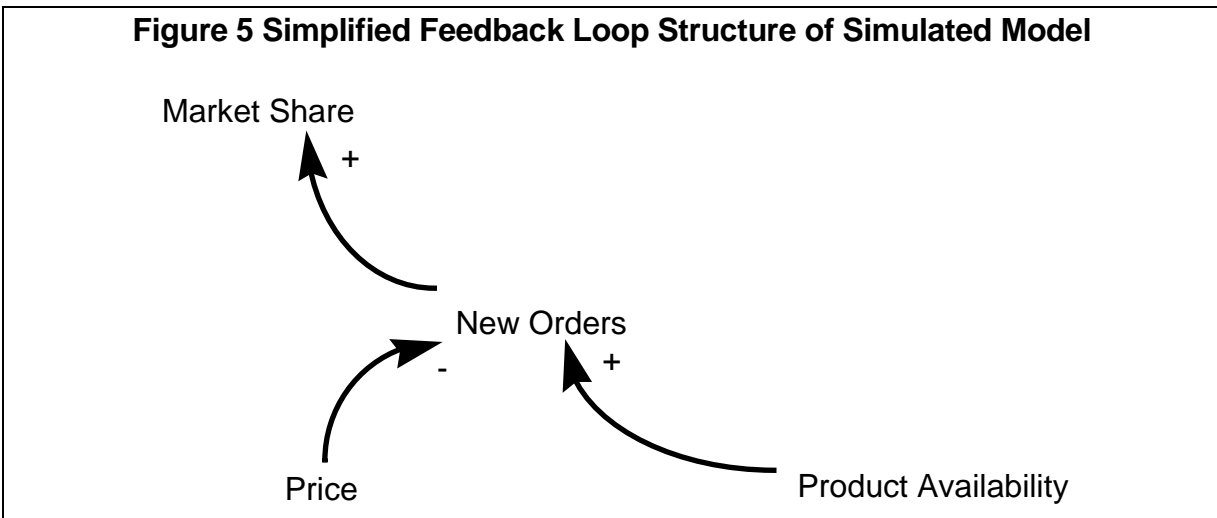 Figure 5 Simplified Feedback Loop Structure of Simulated Model
Market Share
+
New Orders
-
+
Price
Product Availability